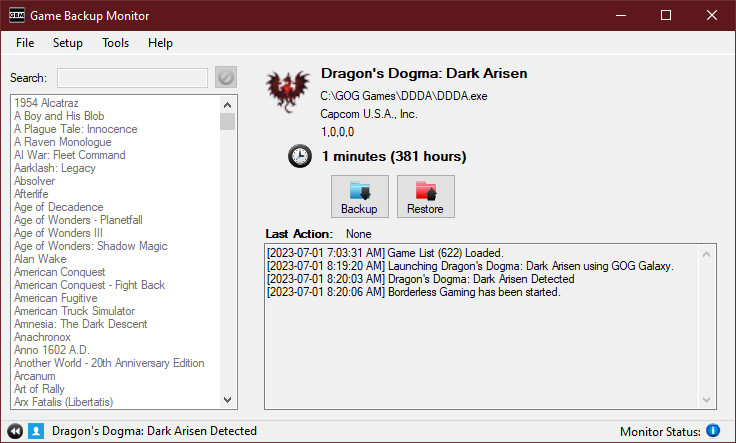 GBM Game Backup Monitor
File Setup Tools Help
Search:
1954 Alcatraz
A Boy and His Blob
A Plague Tale: Innocence
A Raven Monologue
AI War: Fleet Command
Aarklash: Legacy
Absolver
Afterlife
Age of Decadence
Age of Wonders - Planetfall
Age of Wonders III
Age of Wonders: Shadow Magic
Alan Wake
American Conquest
American Conquest - Fight Back
American Fugitive
American Truck Simulator
Amnesia: The Dark Descent
Anachronox
Anno 1602 A.D.
Another World - 20th Anniversary Edition
Arcanum
Art of Rally
Arx Fatalis (Libertatis)
Dragon's Dogma: Dark Arisen
C:\GOG Games\DDDA\DDDA.exe
Capcom U.S.A., Inc.
1,0,0,0
1 minutes (381 hours)
Backup Restore
Last Action: None
[2023-07-01 7:03:31 AM] Game List (622) Loaded.
[2023-07-01 8:19:20 AM] Launching Dragon's Dogma: Dark Arisen using GOG Galaxy.
[2023-07-01 8:20:03 AM] Dragon's Dogma: Dark Arisen Detected
[2023-07-01 8:20:06 AM] Borderless Gaming has been started.
Dragon's Dogma: Dark Arisen Detected
Monitor Status: